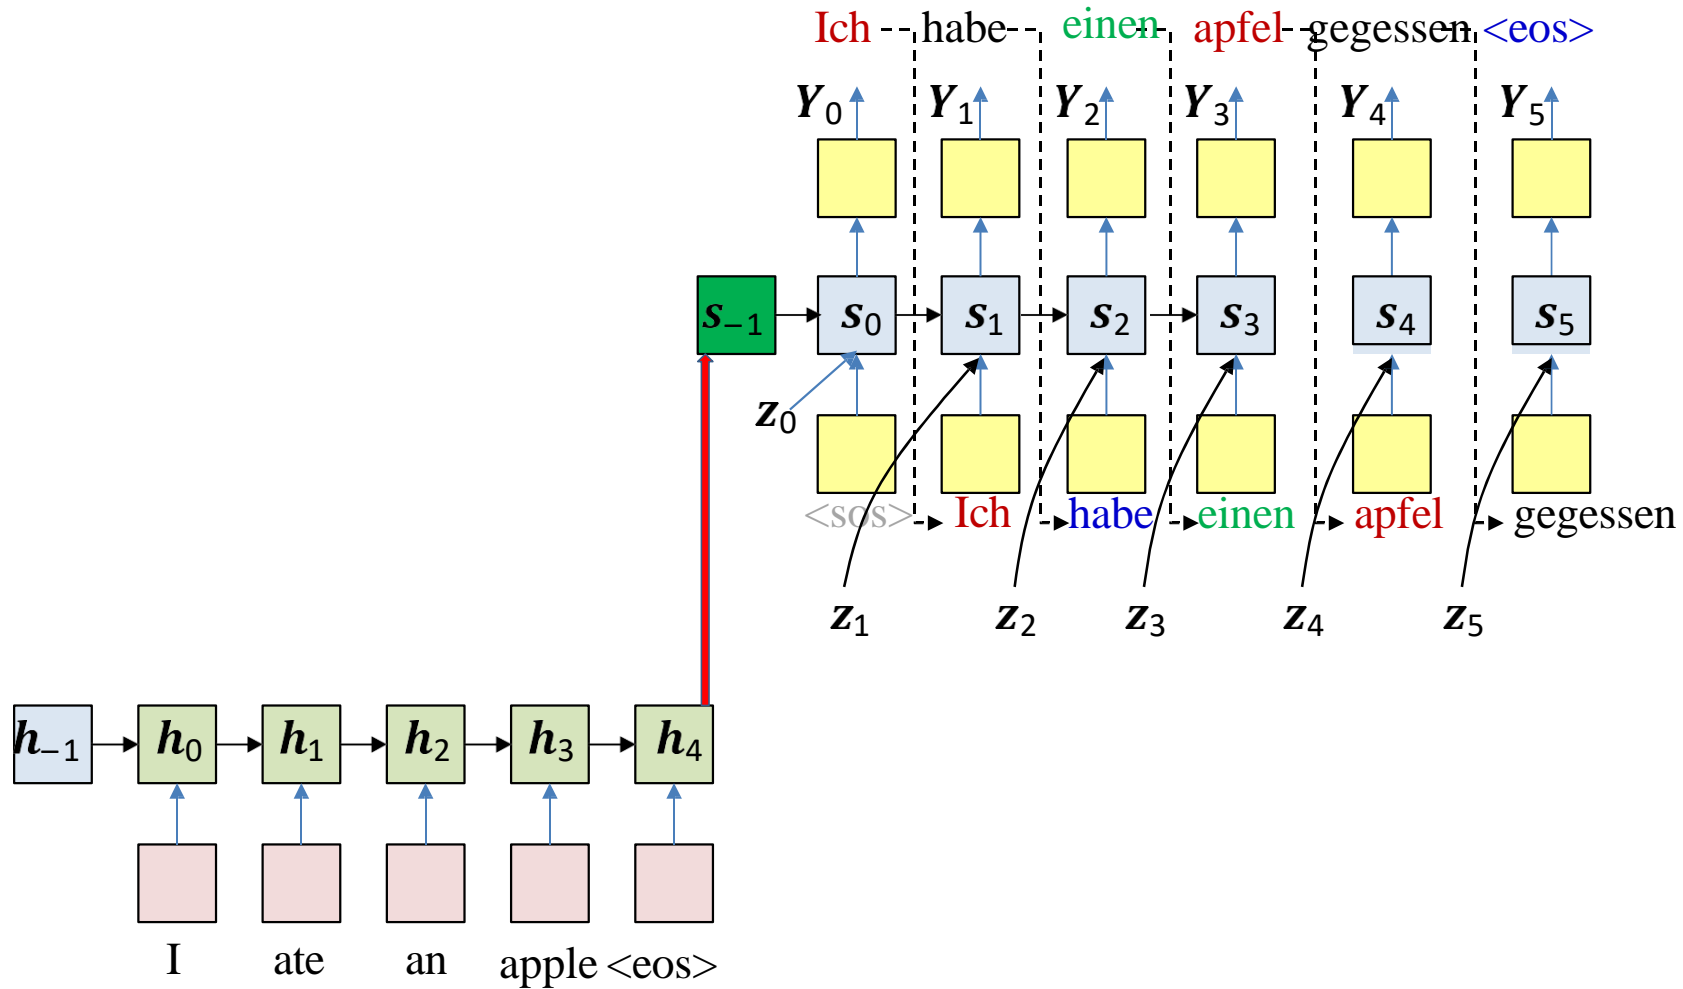 Ich habe einen apfel gegessen <eos>
Y₀ Y₁ Y₂ Y₃ Y₄ Y₅
s₋₁ s₀ s₁ s₂ s₃ s₄ s₅
z₀
<sos> Ich habe einen apfel gegessen
z₁ z₂ z₃ z₄ z₅
h₋₁ h₀ h₁ h₂ h₃ h₄
I ate an apple <eos>